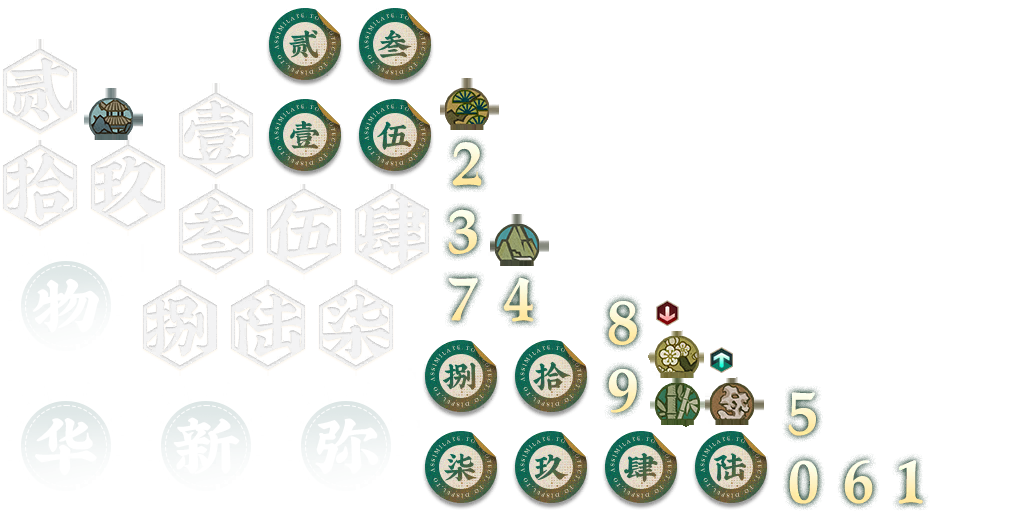 贰 叁
贰
壹 壹 伍
2
拾 玖
叁 伍 肆 3
物
捌 陆 柒 7 4
8
捌 拾 9
5
华 新 弥
柒 玖 肆 陆 0 6 1